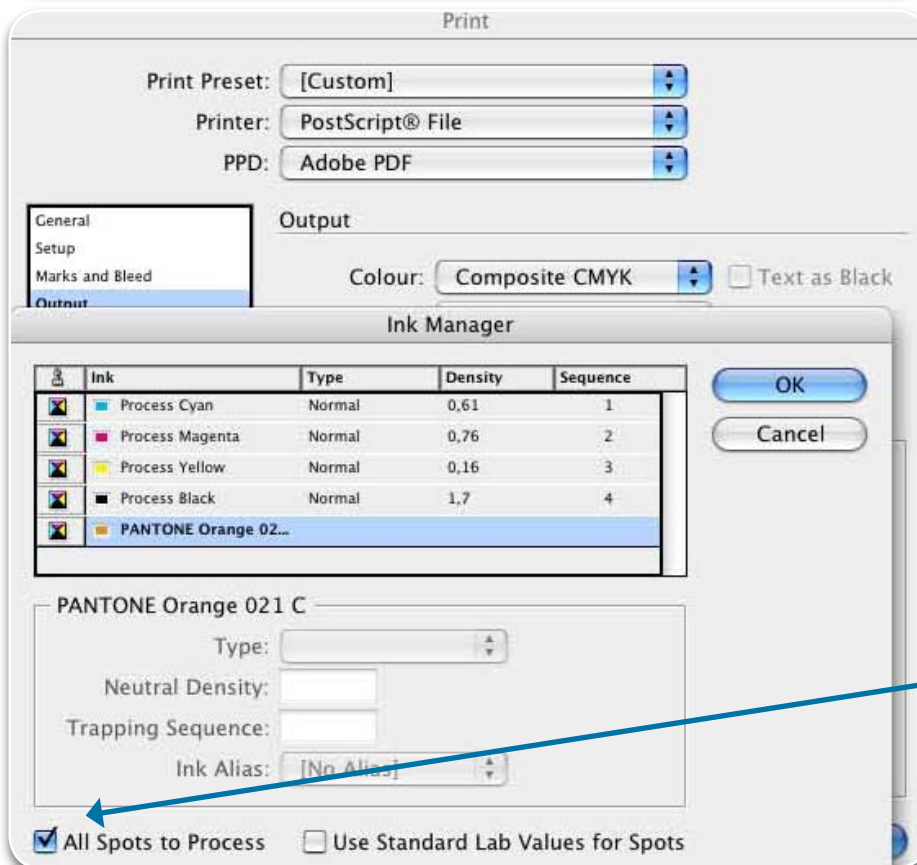 Print
Print Preset: [Custom]
Printer: PostScript® File
PPD: Adobe PDF
General
Setup
Marks and Bleed
Output
Output
Colour: Composite CMYK
Text as Black
Ink Manager
Ink Type Density Sequence
Process Cyan Normal 0,61 1
Process Magenta Normal 0,76 2
Process Yellow Normal 0,16 3
Process Black Normal 1,7 4
PANTONE Orange 02...
OK
Cancel
PANTONE Orange 021 C
Type:
Neutral Density:
Trapping Sequence:
Ink Alias: [No Alias]
All Spots to Process
Use Standard Lab Values for Spots